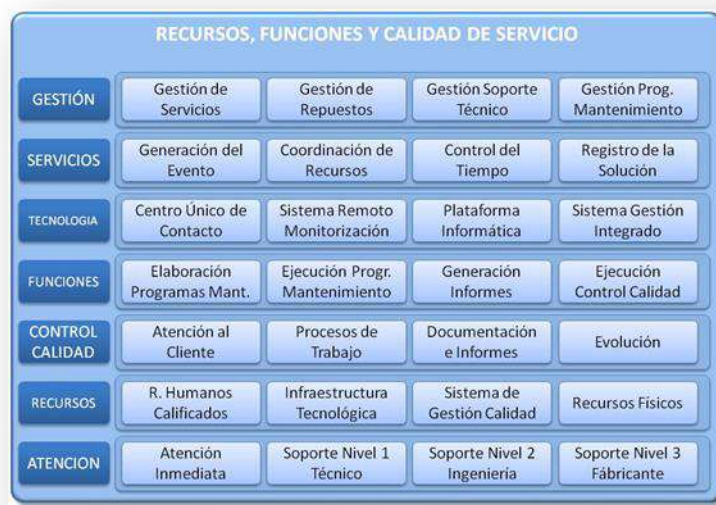 RECURSOS, FUNCIONES Y CALIDAD DE SERVICIO
GESTIÓN
Gestión de
Servicios
Gestión de
Repuestos
Gestión Soporte
Técnico
Gestión Prog.
Mantenimiento
SERVICIOS
Generación del
Evento
Coordinación de
Recursos
Control del
Tiempo
Registro de la
Solución
TECNOLOGIA
Centro Único de
Contacto
Sistema Remoto
Monitorización
Plataforma
Informática
Sistema Gestión
Integrado
FUNCIONES
Elaboración
Programas Mant.
Ejecución Progr.
Mantenimiento
Generación
Informes
Ejecución
Control Calidad
CONTROL
CALIDAD
Atención al
Cliente
Procesos de
Trabajo
Documentación
e Informes
Evolución
RECURSOS
R. Humanos
Calificados
Infraestructura
Tecnológica
Sistema de
Gestión Calidad
Recursos Físicos
ATENCION
Atención
Inmediata
Soporte Nivel 1
Técnico
Soporte Nivel 2
Ingeniería
Soporte Nivel 3
Fábricante